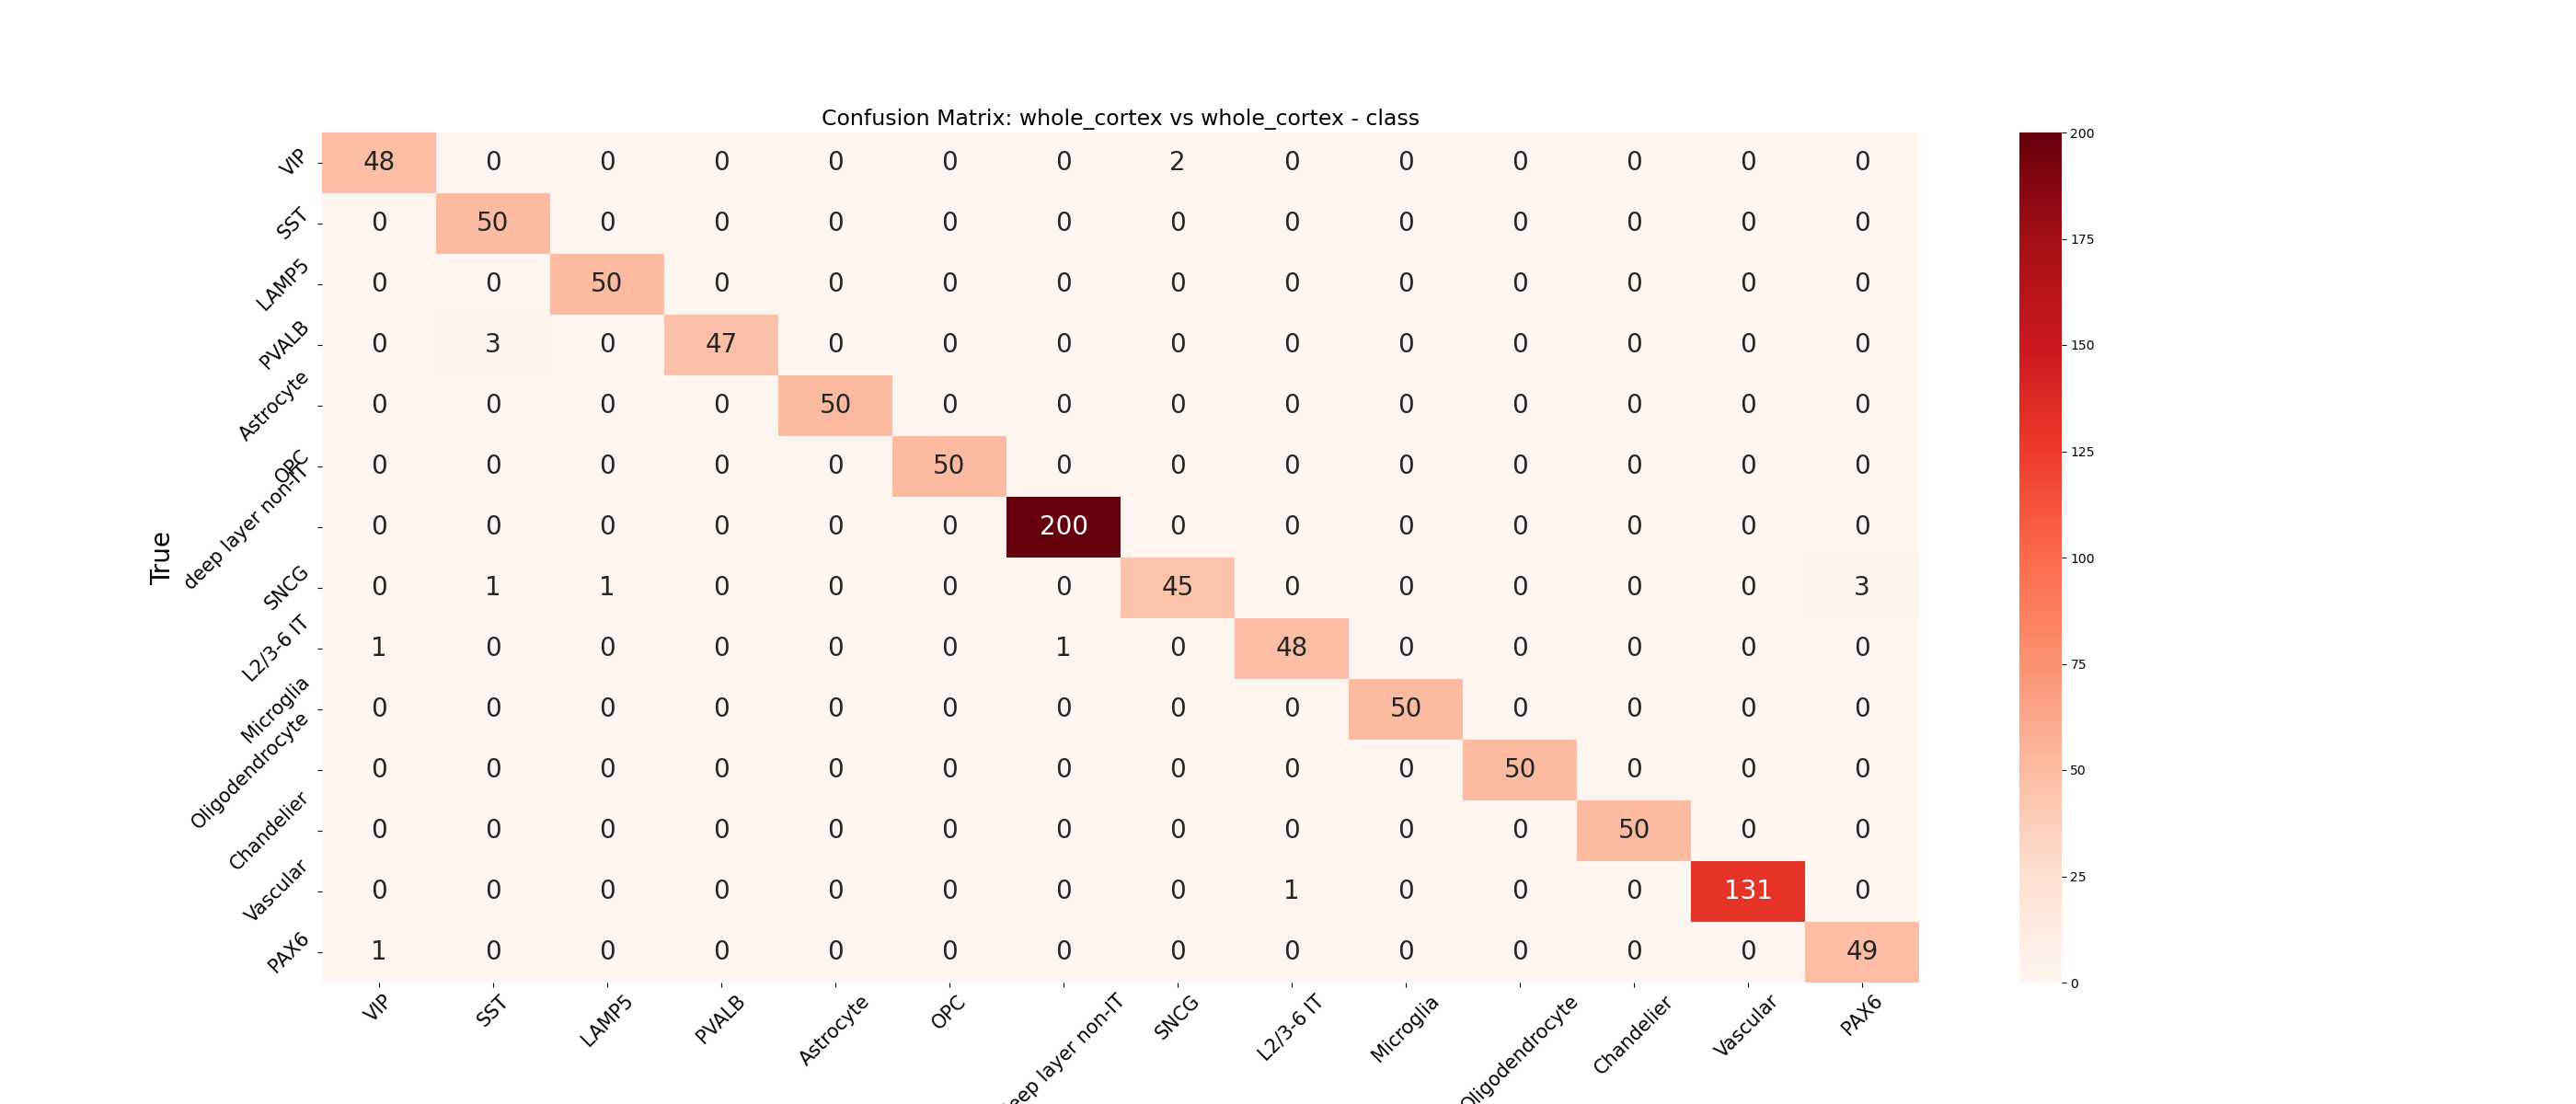 Confusion Matrix: whole_cortex vs whole_cortex - class
VIP 48 0 0 0 0 0 0 2 0 0 0 0 0 0
SST 0 50 0 0 0 0 0 0 0 0 0 0 0 0
LAMP5 0 0 50 0 0 0 0 0 0 0 0 0 0 0
PVALB 0 3 0 47 0 0 0 0 0 0 0 0 0 0
Astrocyte 0 0 0 0 50 0 0 0 0 0 0 0 0 0
OPC 0 0 0 0 0 50 0 0 0 0 0 0 0 0
deep layer non-IT 0 0 0 0 0 0 200 0 0 0 0 0 0 0
SNCG 0 1 1 0 0 0 0 45 0 0 0 0 0 3
L2/3-6 IT 1 0 0 0 0 0 1 0 48 0 0 0 0 0
Microglia 0 0 0 0 0 0 0 0 0 50 0 0 0 0
Oligodendrocyte 0 0 0 0 0 0 0 0 0 0 50 0 0 0
Chandelier 0 0 0 0 0 0 0 0 0 0 0 50 0 0
Vascular 0 0 0 0 0 0 0 0 1 0 0 0 131 0
PAX6 1 0 0 0 0 0 0 0 0 0 0 0 0 49
True
VIP SST LAMP5 PVALB Astrocyte OPC eep layer non-IT SNCG L2/3-6 IT Microglia Oligodendrocyte Chandelier Vascular PAX6
200
175
150
125
100
75
50
25
0